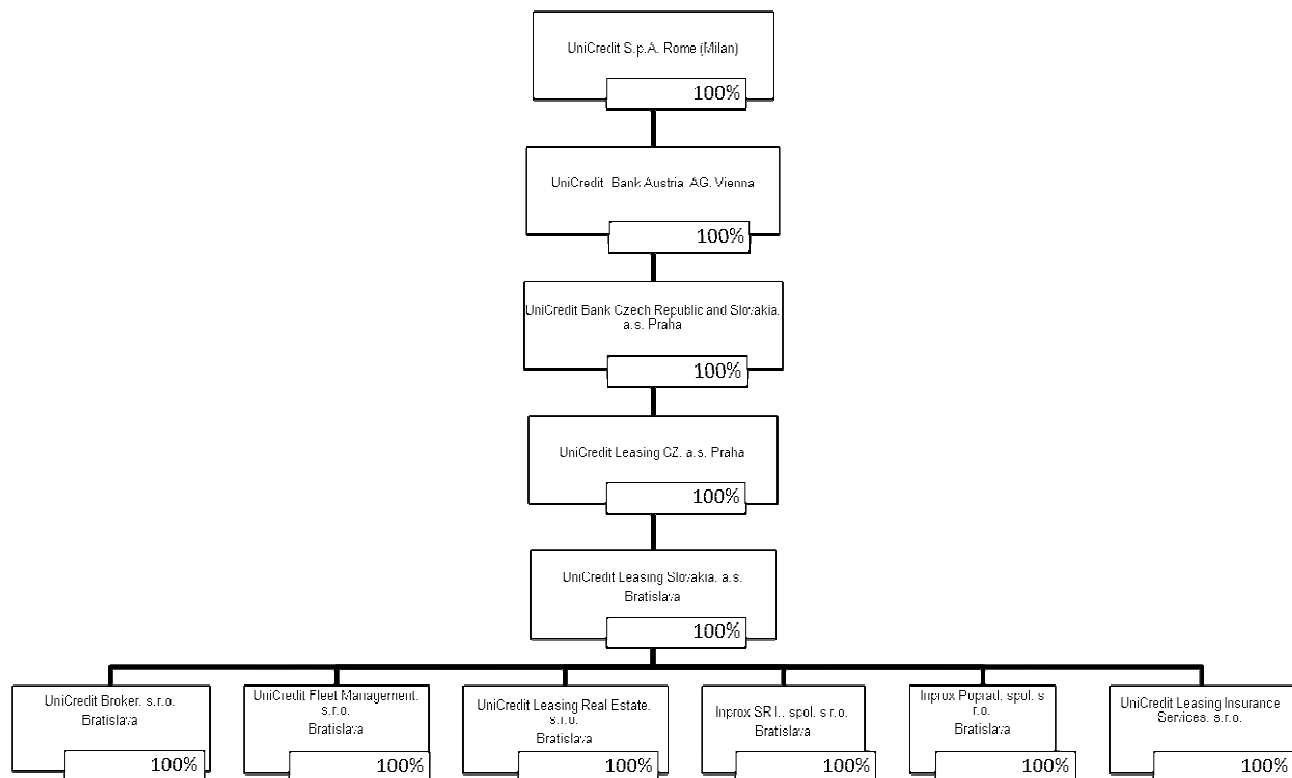 UniCredit S.p.A. Rome (Milan)
100%
UniCredit Bank Austria AG, Vienna
100%
UniCredit Bank Czech Republic and Slovakia,
a.s. Praha
100%
UniCredit Leasing CZ, a.s. Praha
100%
UniCredit Leasing Slovakia, a.s.
Bratislava
100%
UniCredit Broker, s.r.o.
Bratislava
100%
UniCredit Fleet Management,
s.r.o.
Bratislava
100%
UniCredit Leasing Real Estate,
s.r.o.
Bratislava
100%
Inprox SR I., spol. s r.o.
Bratislava
100%
Inprox Poprad, spol. s
r.o.
Bratislava
100%
UniCredit Leasing Insurance
Services, s.r.o.
100%